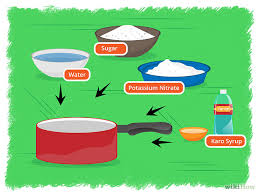 Sugar
Water
Potassium Nitrate
Karo Syrup
wikiHow